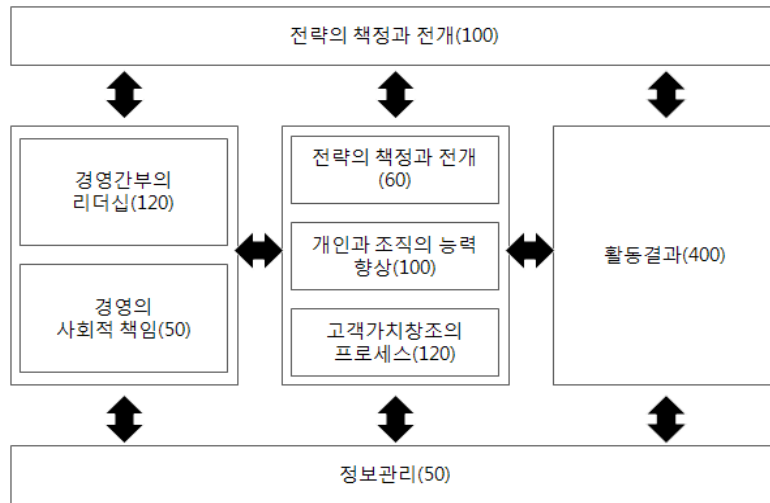 전략의 책정과 전개(100)
경영간부의
리더십(120)
경영의
사회적 책임(50)
전략의 책정과 전개
(60)
개인과 조직의 능력
향상(100)
고객가치창조의
프로세스(120)
활동결과(400)
정보관리(50)